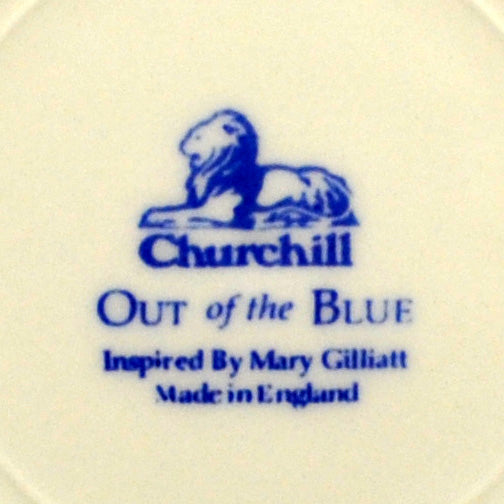 Churchill
OUT of the BLUE
Inspired By Mary Gilliatt
Made in England